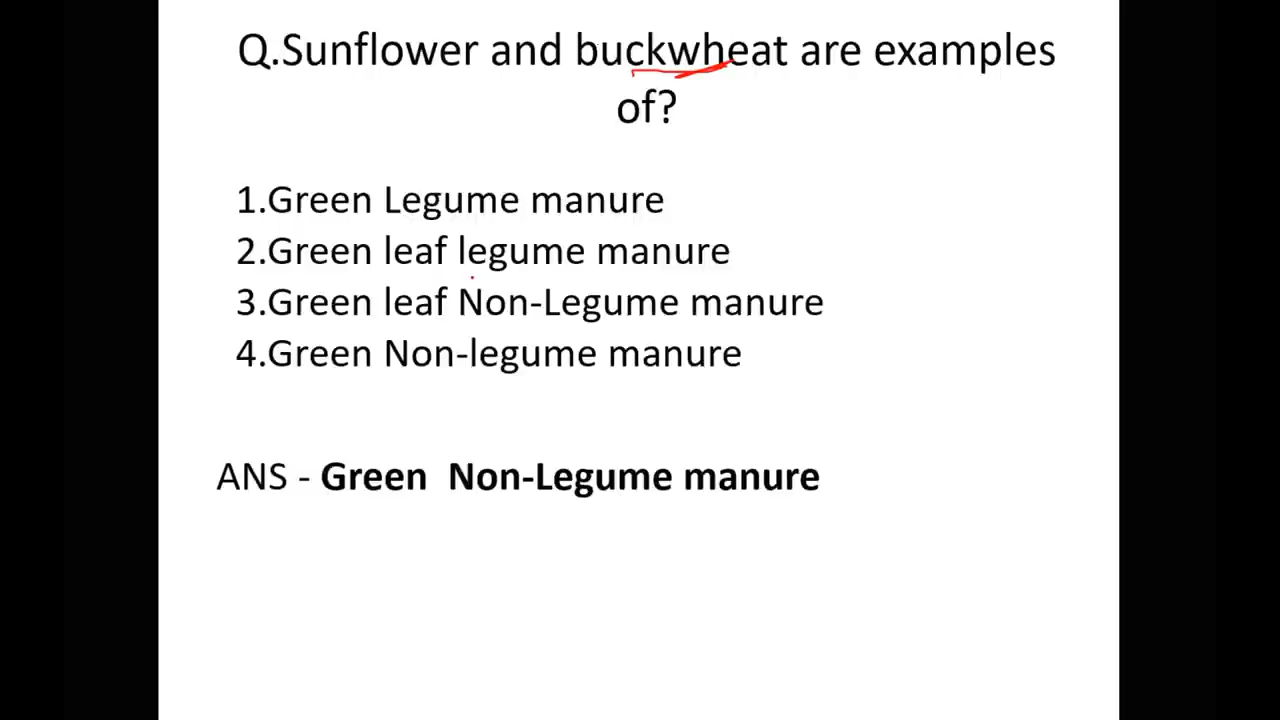 Q.Sunflower and buckwheat are examples
of?
1.Green Legume manure
2.Green leaf legume manure
3.Green leaf Non-Legume manure
4.Green Non-legume manure
ANS - Green  Non-Legume manure